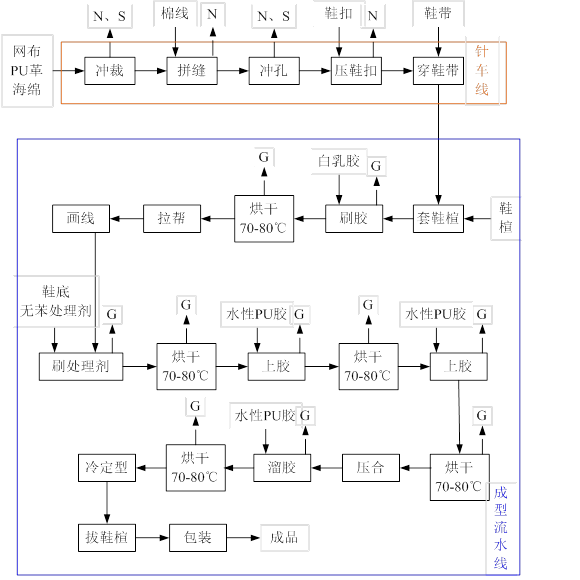 N、S
棉线
N
N、S
鞋扣
N
鞋带
网布
PU革
海绵
冲裁
拼缝
冲孔
压鞋扣
穿鞋带
针
车
线
G
白乳胶
G
画线
拉帮
烘干
70-80℃
刷胶
套鞋楦
鞋
楦
鞋底
无苯处理剂
G
G
水性PU胶
G
G
水性PU胶
G
刷处理剂
烘干
70-80℃
上胶
烘干
70-80℃
上胶
G
水性PU胶
G
G
冷定型
烘干
70-80℃
溜胶
压合
烘干
70-80℃
成
型
流
水
线
拔鞋楦
包装
成品